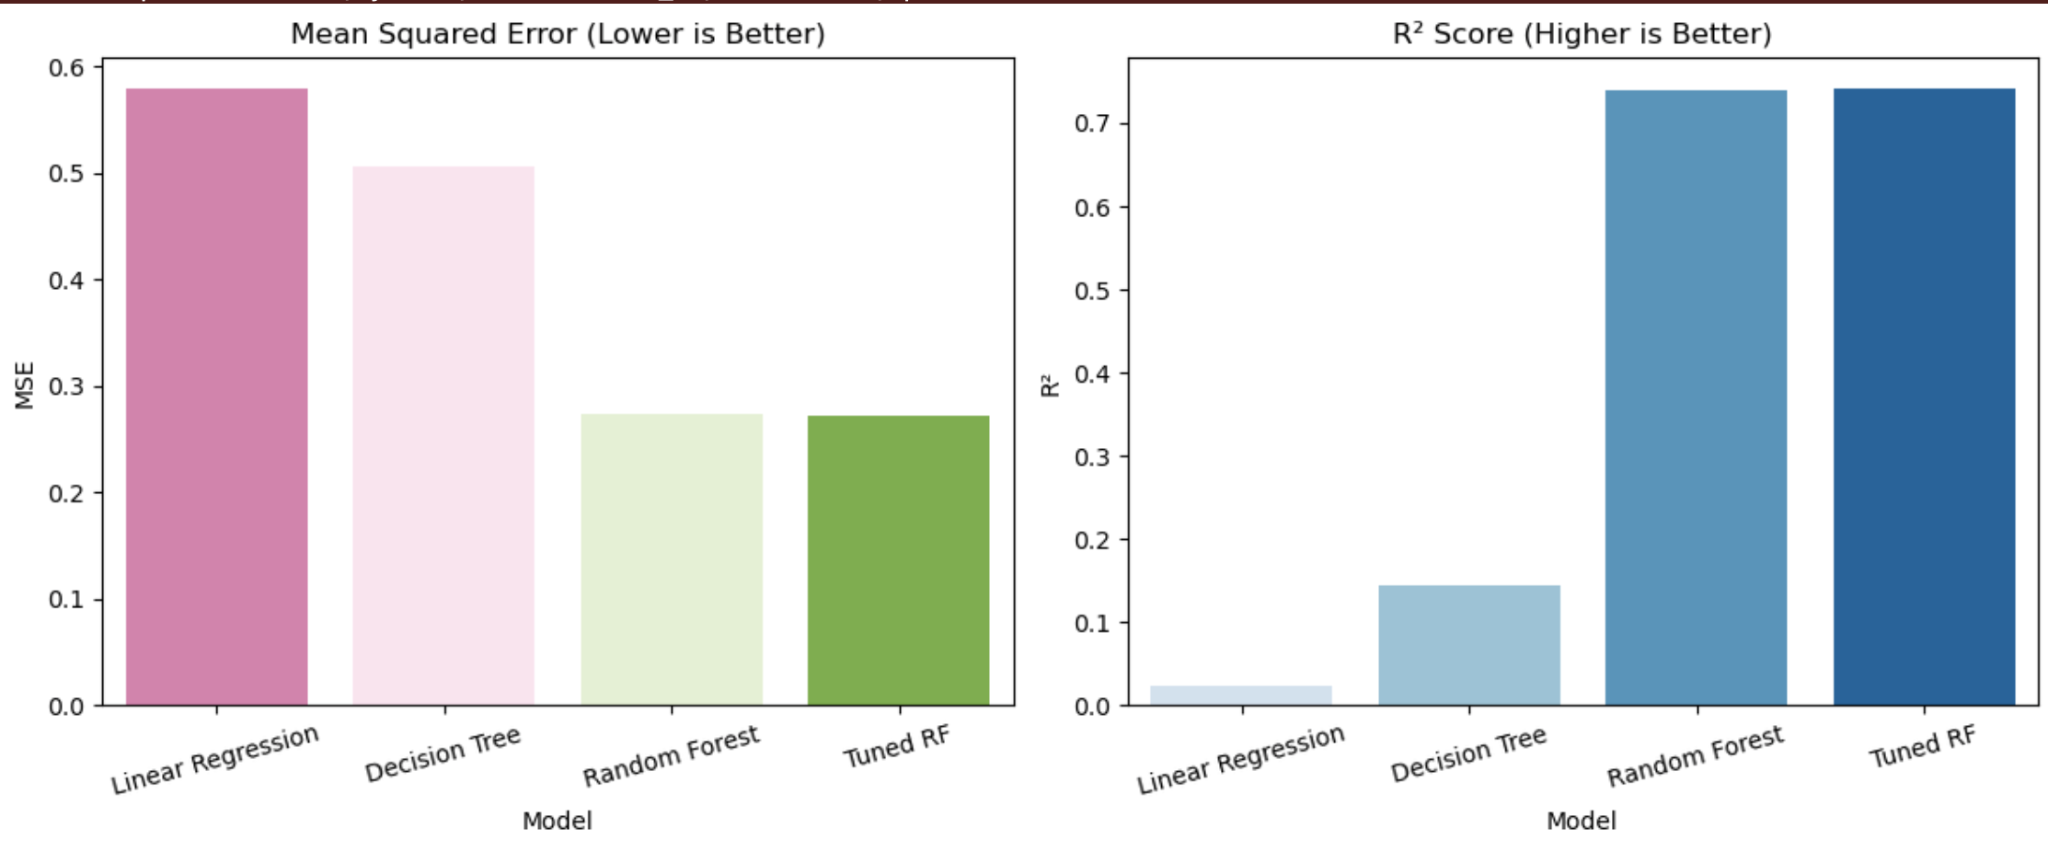 Mean Squared Error (Lower is Better)
0.6
0.5
0.4
0.3
0.2
0.1
0.0
MSE
Linear Regression
Decision Tree
Random Forest
Tuned RF
Model
R² Score (Higher is Better)
0.7
0.6
0.5
0.4
0.3
0.2
0.1
0.0
R²
Linear Regression
Decision Tree
Random Forest
Tuned RF
Model